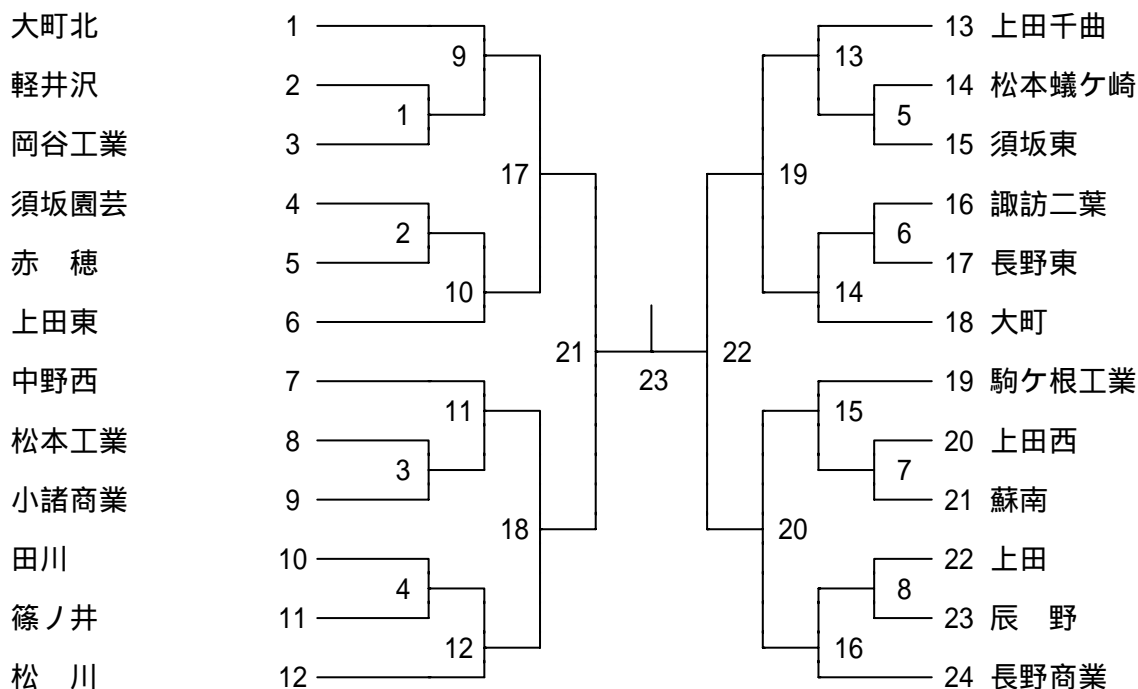 大町北 1
13 上田千曲
9
13
軽井沢 2
14 松本蟻ケ崎
1
5
岡谷工業 3
15 須坂東
17
19
須坂園芸 4
16 諏訪二葉
2
6
赤　穂 5
17 長野東
10
14
上田東 6
18 大町
21
22
23
中野西 7
19 駒ケ根工業
11
15
松本工業 8
20 上田西
3
7
小諸商業 9
21 蘇南
18
20
田川 10
22 上田
4
8
篠ノ井 11
23 辰　野
12
16
松　川 12
24 長野商業